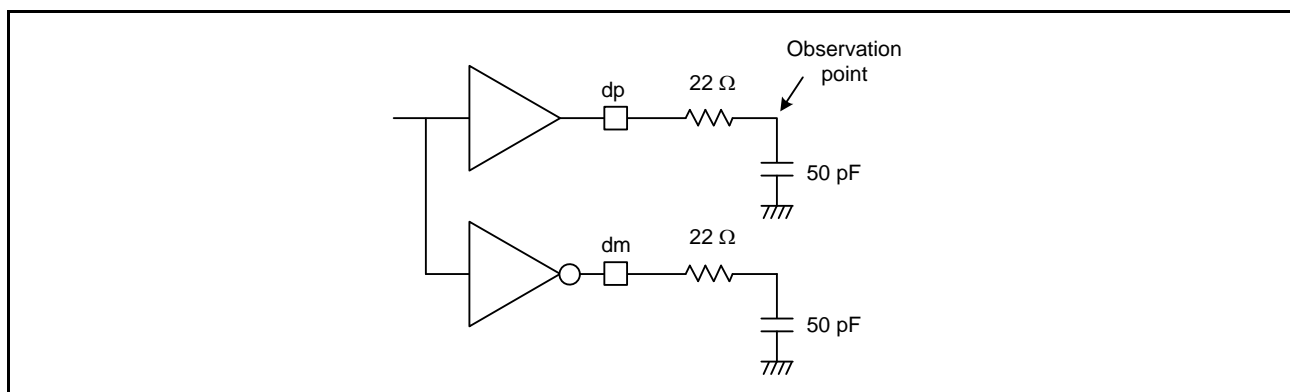 Observation
point
dp
22 Ω
50 pF
dm
22 Ω
50 pF